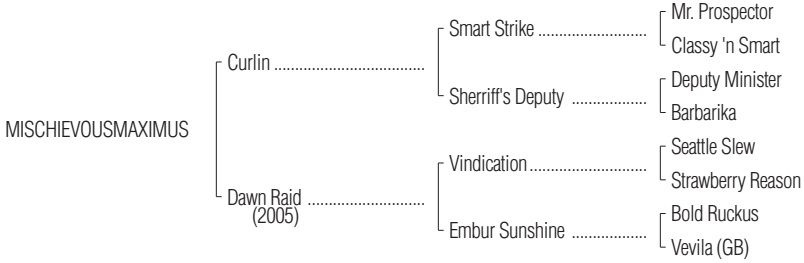 Mr. Prospector
Smart Strike ........................
Classy 'n Smart
Curlin ..................................
Deputy Minister
Sherriff's Deputy .................
Barbarika
MISCHIEVOUSMAXIMUS
Seattle Slew
Vindication..........................
Strawberry Reason
Dawn Raid ..........................
(2005)
Bold Ruckus
Embur Sunshine .................
Vevila (GB)